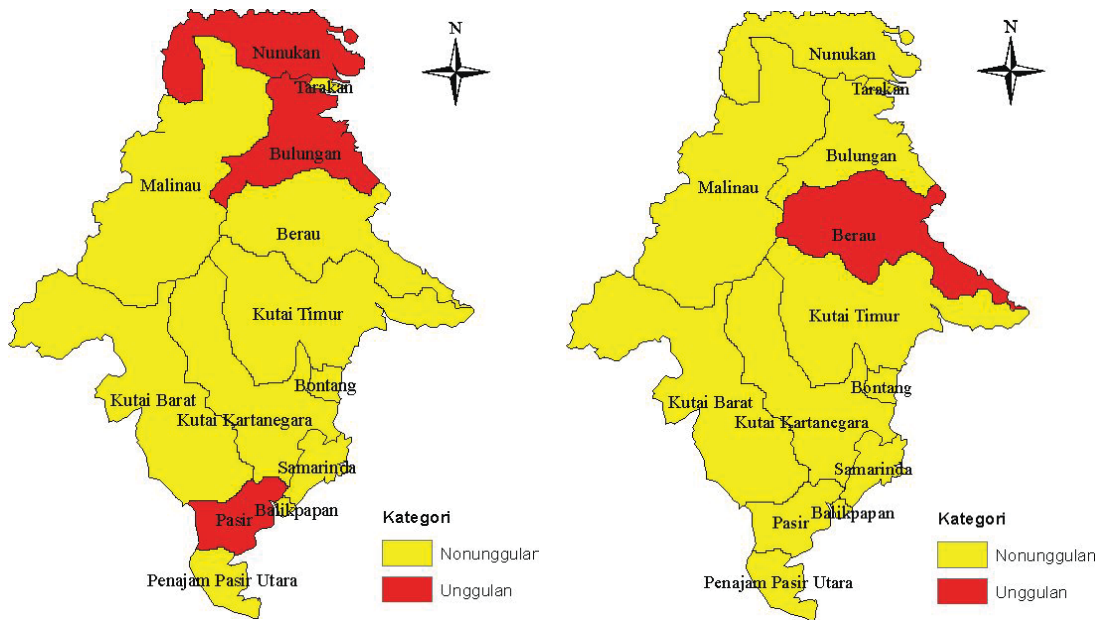 N
Nunukan
Tarakan
Bulungan
Malinau
Berau
Kutai Timur
Bontang
Kutai Barat
Kutai Kartanegara
Samarinda
Balikpapan
Pasir
Penajam Pasir Utara
Kategori
Nonunggulan
Unggulan
N
Nunukan
Tarakan
Bulungan
Malinau
Berau
Kutai Timur
Bontang
Kutai Barat
Kutai Kartanegara
Samarinda
Balikpapan
Pasir
Penajam Pasir Utara
Kategori
Nonunggulan
Unggulan